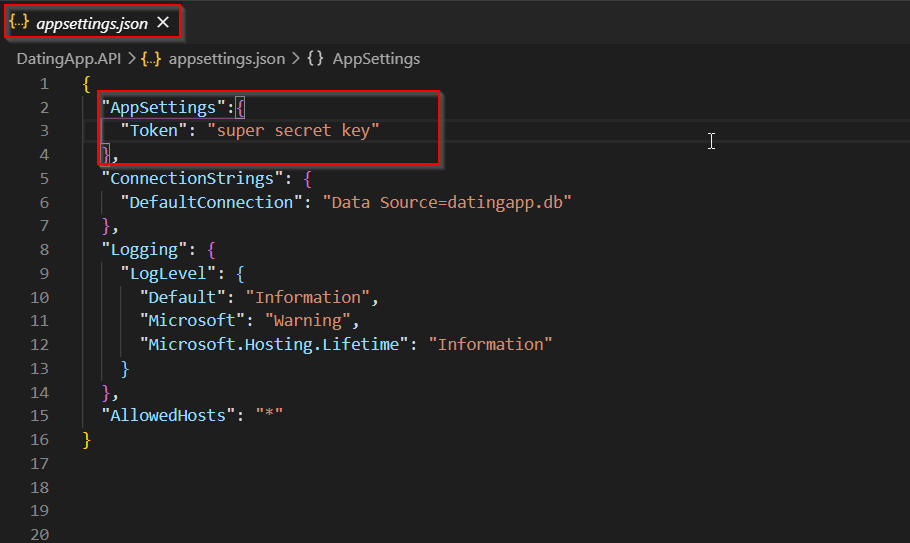 {..} appsettings.json ×
DatingApp.API > {..} appsettings.json > {} AppSettings
1 {
2 "AppSettings":{
3 "Token": "super secret key"
4 },
5 "ConnectionStrings": {
6 "DefaultConnection": "Data Source=datingapp.db"
7 },
8 "Logging": {
9 "LogLevel": {
10 "Default": "Information",
11 "Microsoft": "Warning",
12 "Microsoft.Hosting.Lifetime": "Information"
13 }
14 },
15 "AllowedHosts": "*"
16 }
17
18
19
20